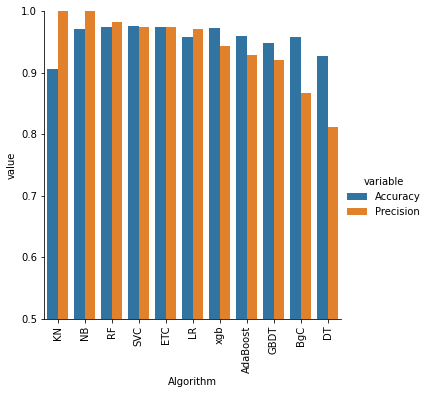 1.0
0.9
0.8
0.7
0.6
0.5
value
KN
NB
RF
SVC
ETC
LR
xgb
AdaBoost
GBDT
BgC
DT
Algorithm
variable
Accuracy
Precision